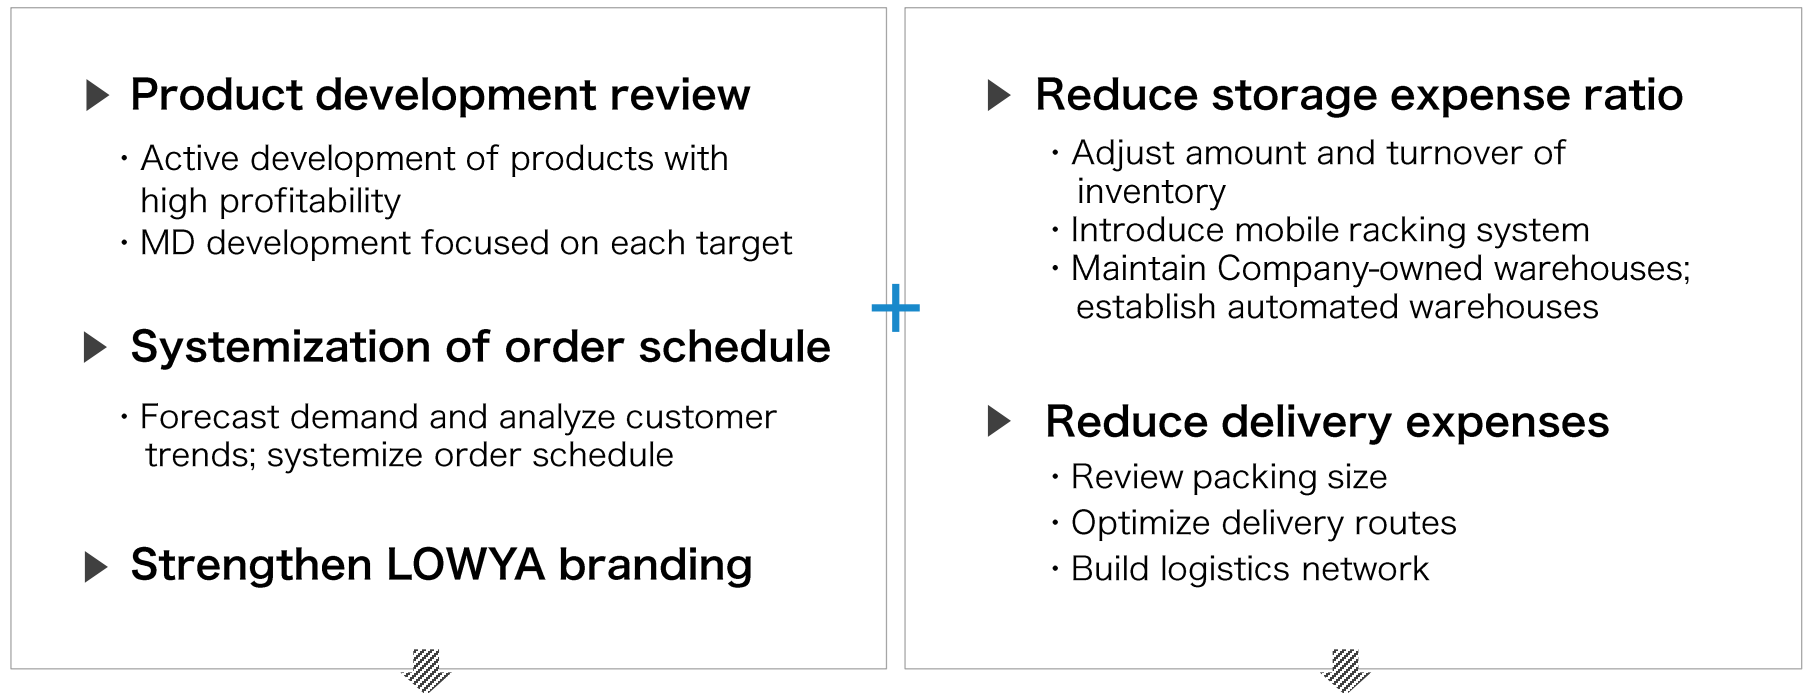 ▶ Product development review
・Active development of products with
high profitability
・MD development focused on each target
▶ Systemization of order schedule
・Forecast demand and analyze customer
trends; systemize order schedule
▶ Strengthen LOWYA branding
+
▶ Reduce storage expense ratio
・Adjust amount and turnover of
inventory
・Introduce mobile racking system
・Maintain Company-owned warehouses;
establish automated warehouses
▶ Reduce delivery expenses
・Review packing size
・Optimize delivery routes
・Build logistics network